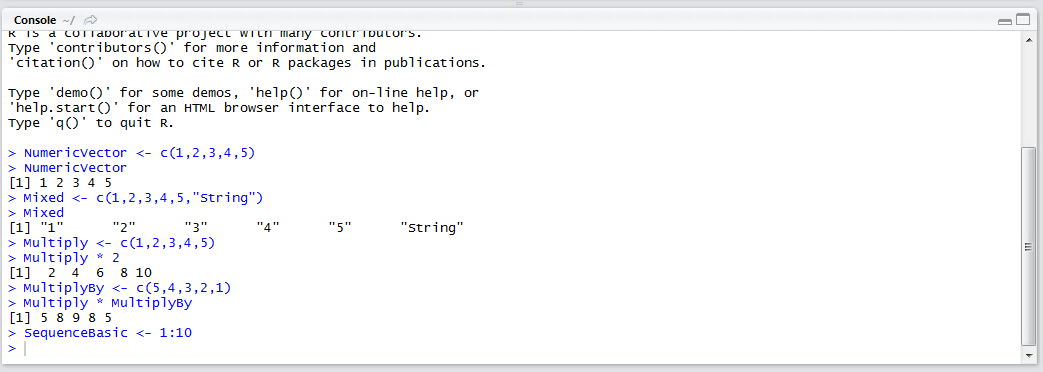 Console ~/
R is a collaborative project with many contributors.
Type 'contributors()' for more information and
'citation()' on how to cite R or R packages in publications.
Type 'demo()' for some demos, 'help()' for on-line help, or
'help.start()' for an HTML browser interface to help.
Type 'q()' to quit R.
> NumericVector <- c(1,2,3,4,5)
> NumericVector
[1] 1 2 3 4 5
> Mixed <- c(1,2,3,4,5,"String")
> Mixed
[1] "1"      "2"      "3"      "4"      "5"      "String"
> Multiply <- c(1,2,3,4,5)
> Multiply * 2
[1]  2  4  6  8 10
> MultiplyBy <- c(5,4,3,2,1)
> Multiply * MultiplyBy
[1] 5 8 9 8 5
> SequenceBasic <- 1:10
>